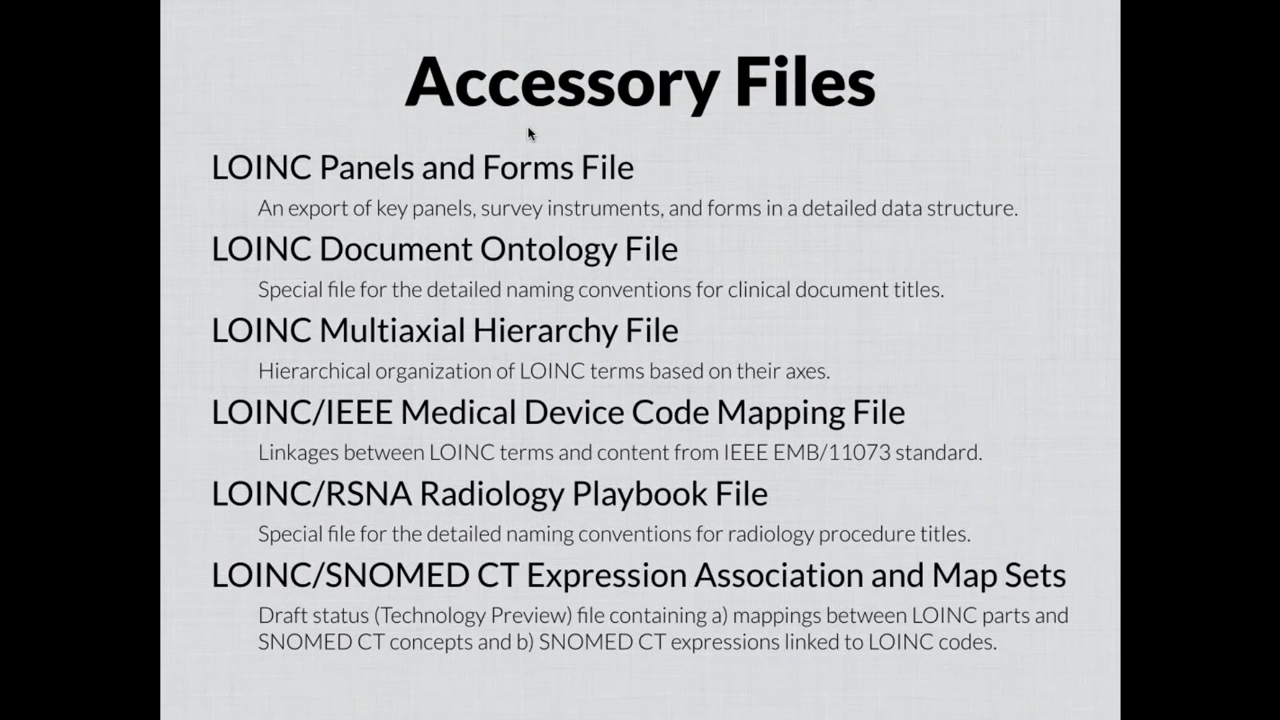 Accessory Files
LOINC Panels and Forms File
An export of key panels, survey instruments, and forms in a detailed data structure.
LOINC Document Ontology File
Special file for the detailed naming conventions for clinical document titles.
LOINC Multiaxial Hierarchy File
Hierarchical organization of LOINC terms based on their axes.
LOINC/IEEE Medical Device Code Mapping File
Linkages between LOINC terms and content from IEEE EMB/11073 standard.
LOINC/RSNA Radiology Playbook File
Special file for the detailed naming conventions for radiology procedure titles.
LOINC/SNOMED CT Expression Association and Map Sets
Draft status (Technology Preview) file containing a) mappings between LOINC parts and
SNOMED CT concepts and b) SNOMED CT expressions linked to LOINC codes.